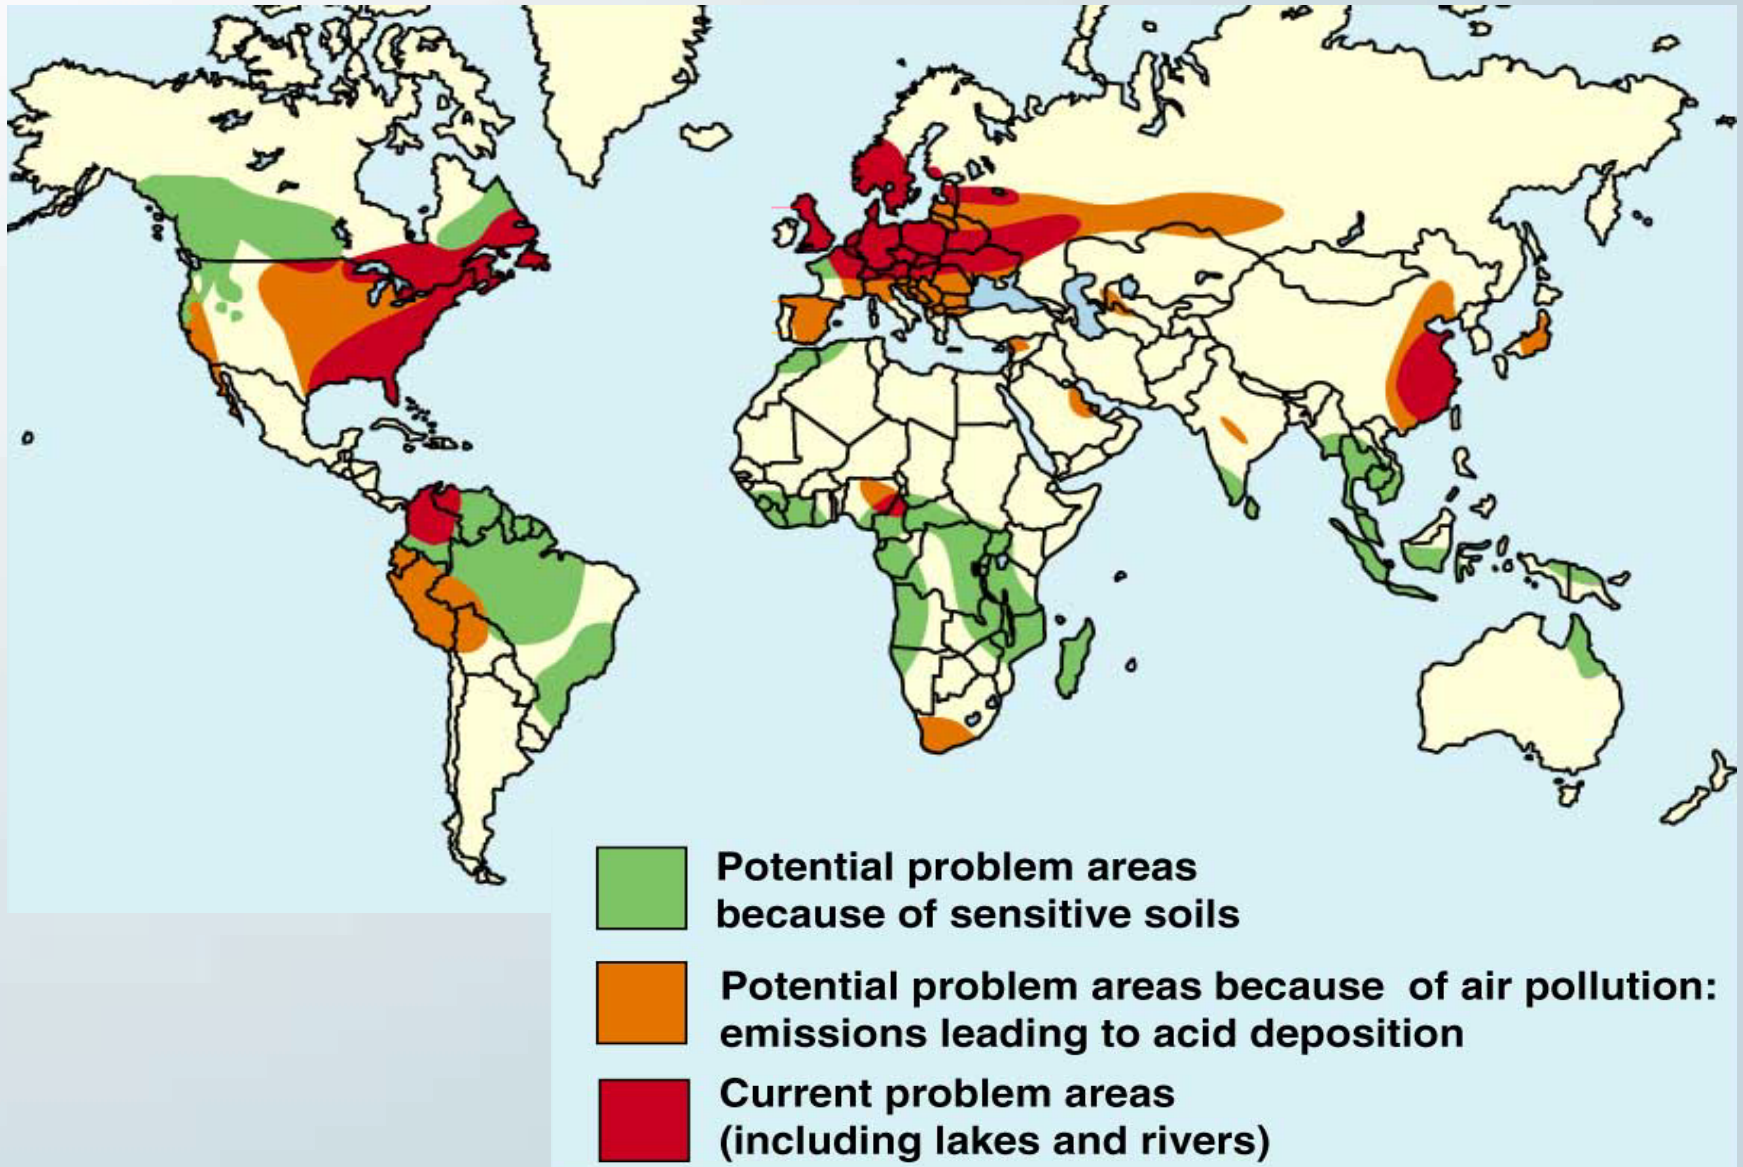 Potential problem areas
because of sensitive soils
Potential problem areas because of air pollution:
emissions leading to acid deposition
Current problem areas
(including lakes and rivers)